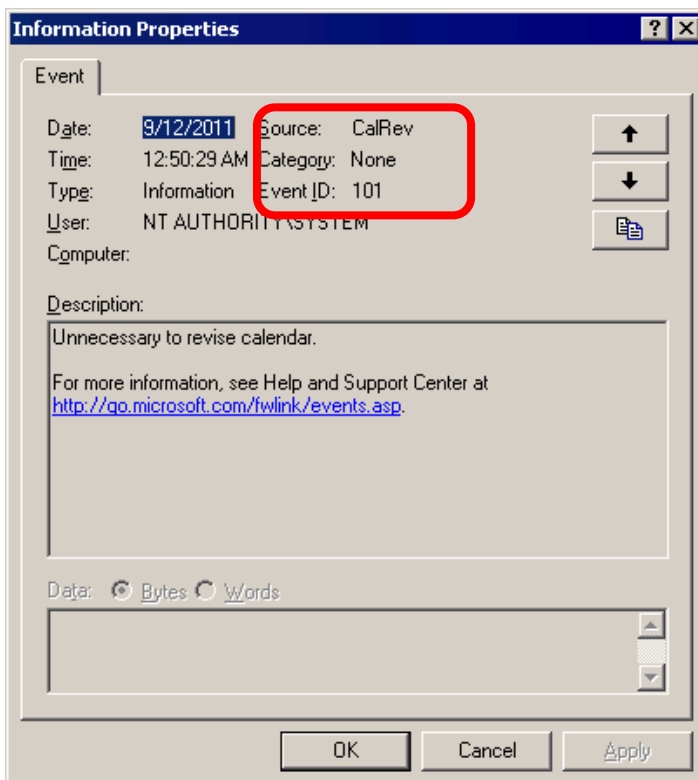 Information Properties
Event
Date: 9/12/2011 Source: CalRev
Time: 12:50:29 AM Category: None
Type: Information Event ID: 101
User: NT AUTHORITY\SYSTEM
Computer:
Description:
Unnecessary to revise calendar.
For more information, see Help and Support Center at
http://go.microsoft.com/fwlink/events.asp.
Data: Bytes Words
OK Cancel Apply